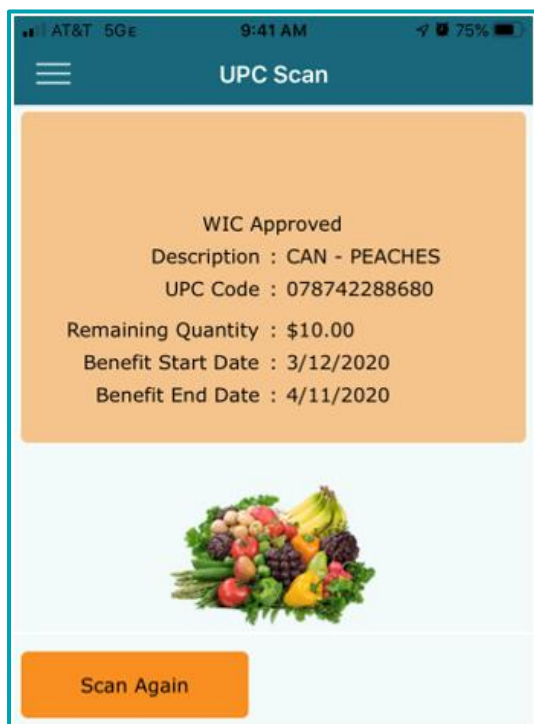 AT&T 5GE 9:41 AM 75%
UPC Scan
WIC Approved
Description : CAN - PEACHES
UPC Code : 078742288680
Remaining Quantity : $10.00
Benefit Start Date : 3/12/2020
Benefit End Date : 4/11/2020
Scan Again